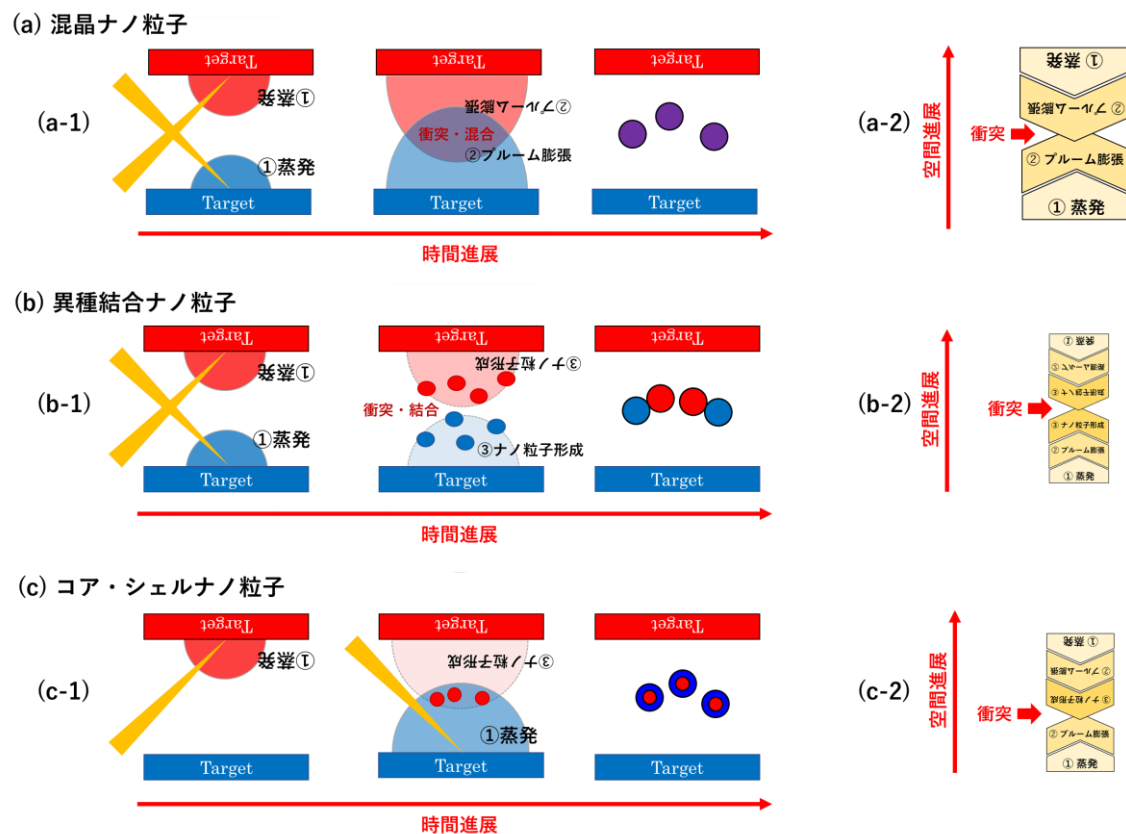 (a) 混晶ナノ粒子
(a-1)
Target
①蒸発
①蒸発
Target
Target
②プルーム膨張
衝突・混合
②プルーム膨張
Target
Target
Target
時間進展
(a-2)
空間進展
衝突
①蒸発
② プルーム膨張
② プルーム膨張
① 蒸発
(b) 異種結合ナノ粒子
(b-1)
Target
①蒸発
①蒸発
Target
Target
③ナノ粒子形成
衝突・結合
③ナノ粒子形成
Target
Target
Target
時間進展
(b-2)
空間進展
衝突
① 蒸発
③ ナノ粒子形成
② プルーム膨張
① 蒸発
(c) コア・シェルナノ粒子
(c-1)
Target
①蒸発
Target
Target
③ナノ粒子形成
①蒸発
Target
Target
Target
時間進展
(c-2)
空間進展
衝突
① 蒸発
② プルーム膨張
③ ナノ粒子形成
② プルーム膨張
① 蒸発